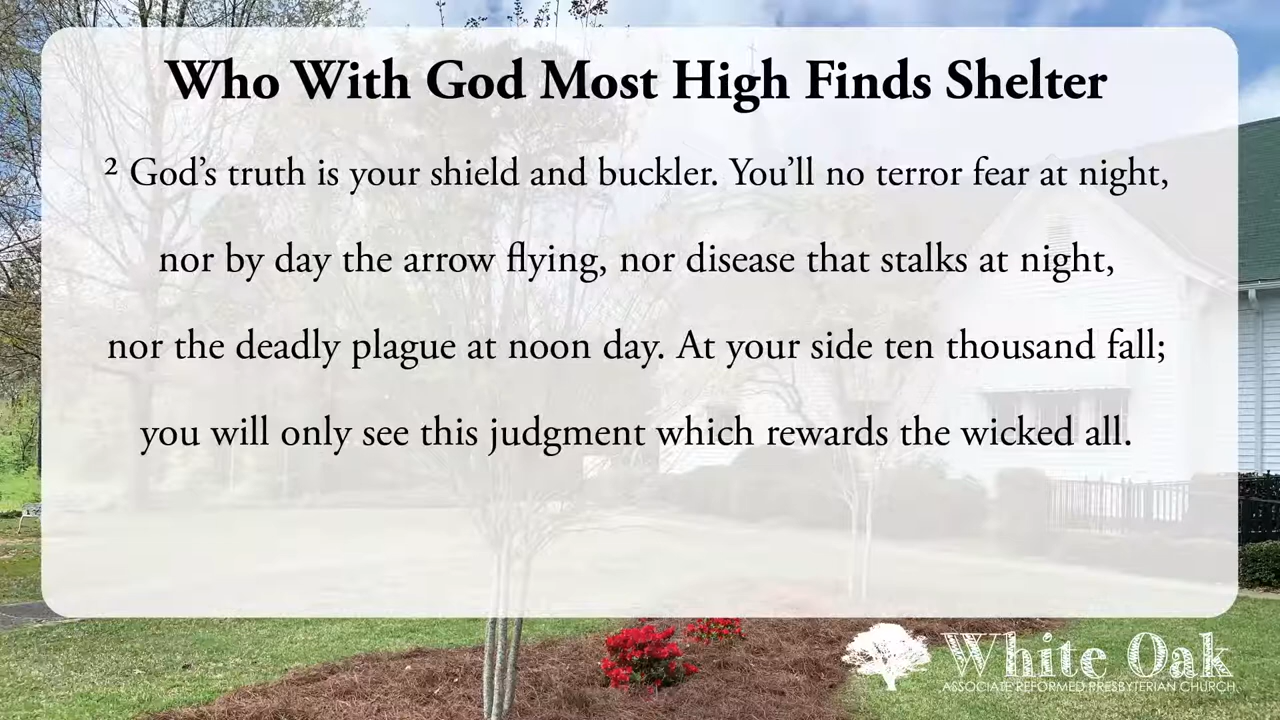 Who With God Most High Finds Shelter
² God’s truth is your shield and buckler. You’ll no terror fear at night,
nor by day the arrow flying, nor disease that stalks at night,
nor the deadly plague at noon day. At your side ten thousand fall;
you will only see this judgment which rewards the wicked all.
White Oak
ASSOCIATE REFORMED PRESBYTERIAN CHURCH